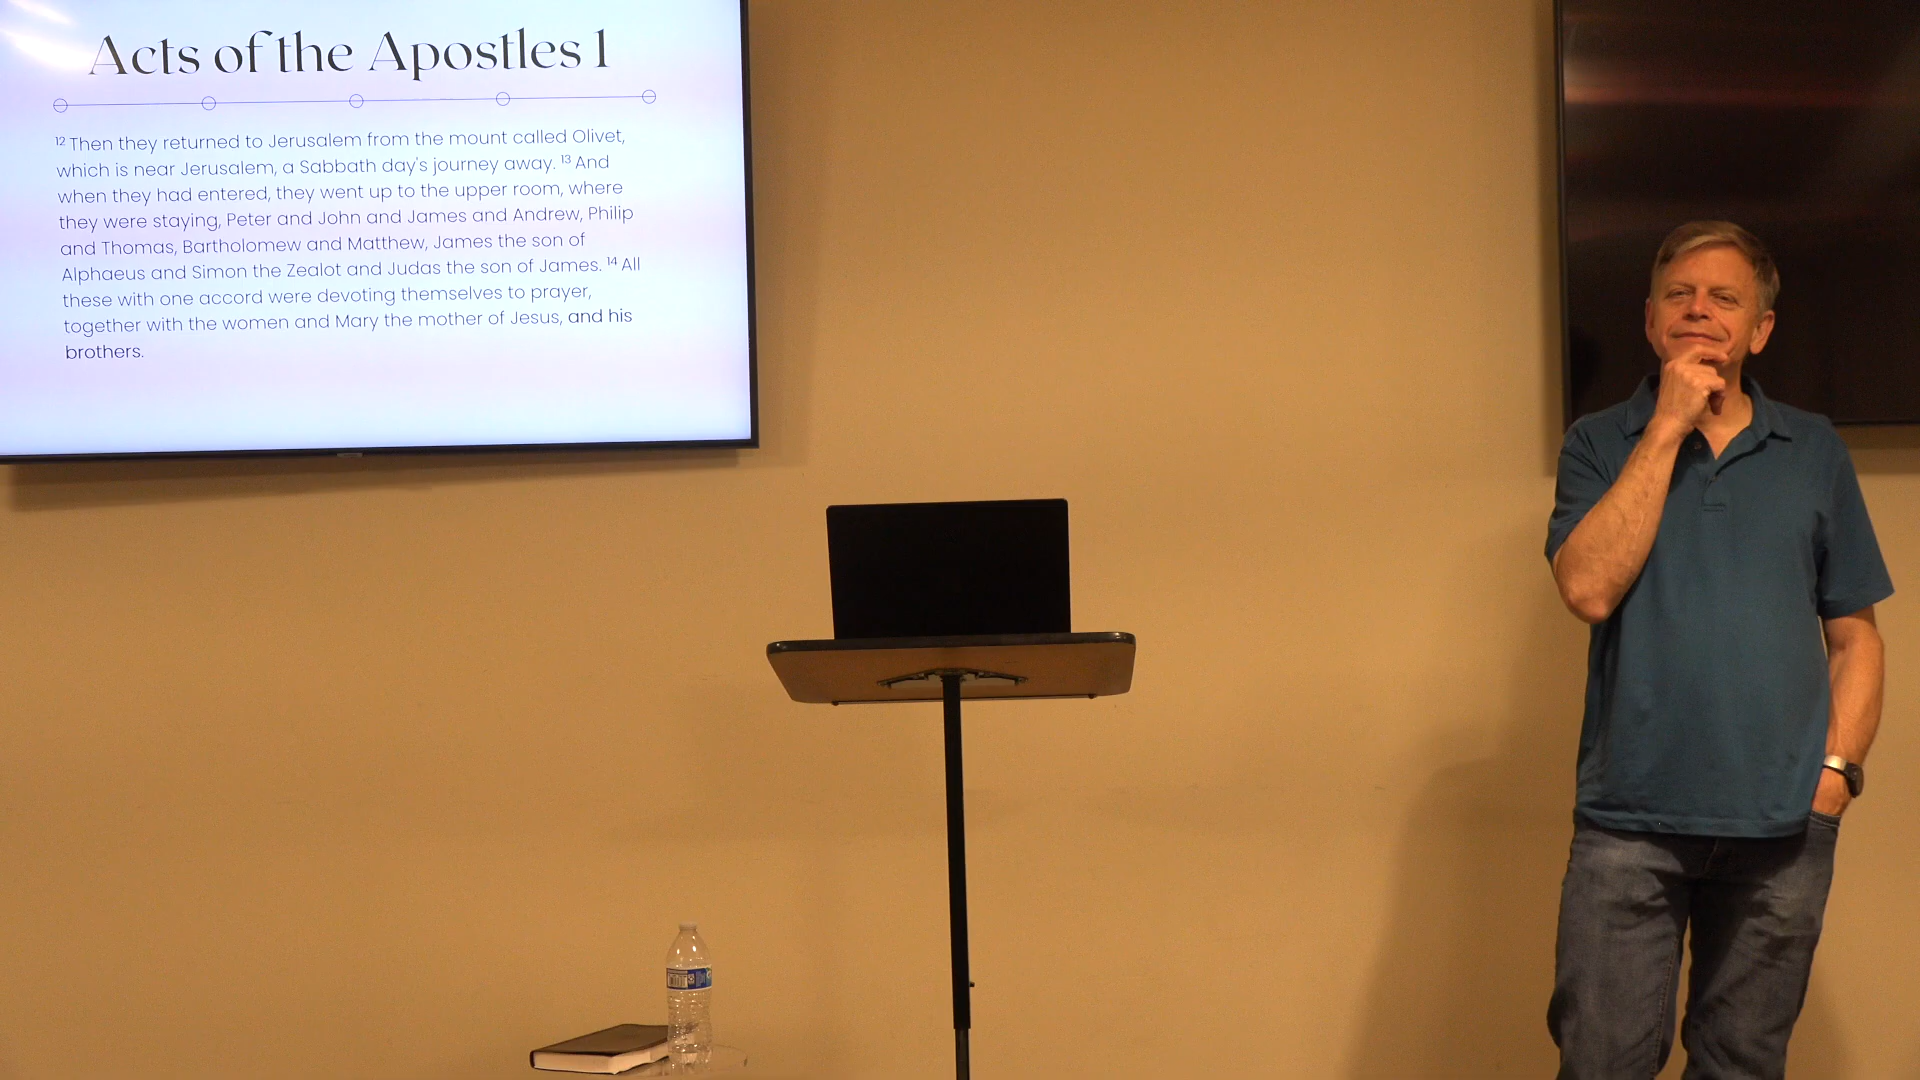 Acts of the Apostles 1
12 Then they returned to Jerusalem from the mount called Olivet,
which is near Jerusalem, a Sabbath day's journey away. 13 And
when they had entered, they went up to the upper room, where
they were staying, Peter and John and James and Andrew, Philip
and Thomas, Bartholomew and Matthew, James the son of
Alphaeus and Simon the Zealot and Judas the son of James. 14 All
these with one accord were devoting themselves to prayer,
together with the women and Mary the mother of Jesus, and his
brothers.